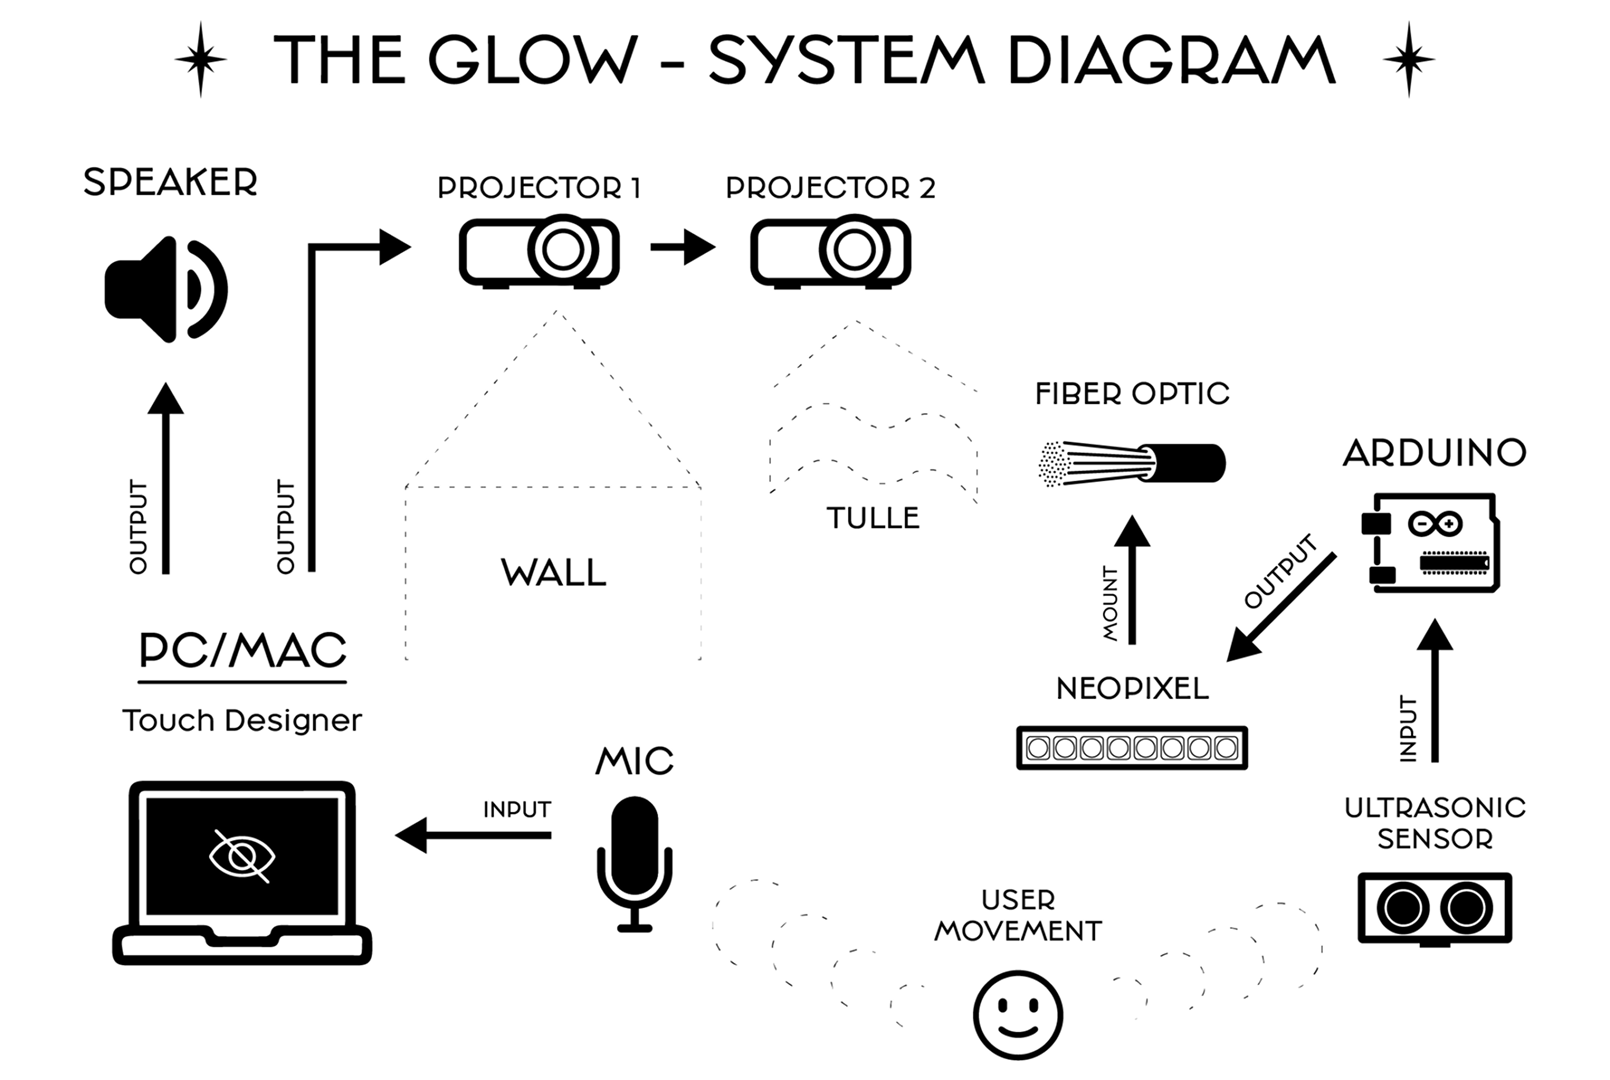 THE GLOW - SYSTEM DIAGRAM
SPEAKER
PROJECTOR 1
PROJECTOR 2
FIBER OPTIC
ARDUINO
OUTPUT
OUTPUT
TULLE
WALL
MOUNT
OUTPUT
PC/MAC
Touch Designer
NEOPIXEL
INPUT
MIC
INPUT
ULTRASONIC
SENSOR
USER
MOVEMENT